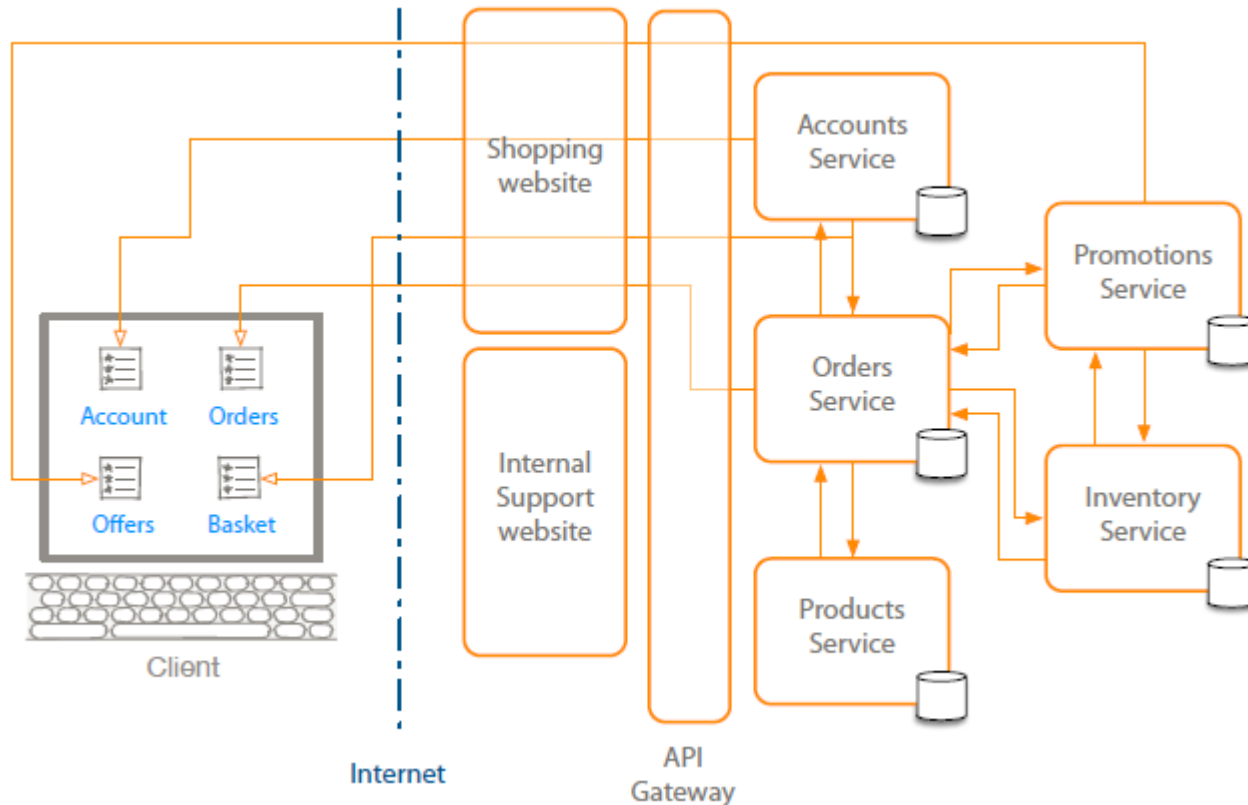 Shopping
website
Accounts
Service
Promotions
Service
Account
Orders
Offers
Basket
Orders
Service
Internal
Support
website
Inventory
Service
Products
Service
Client
Internet
API
Gateway